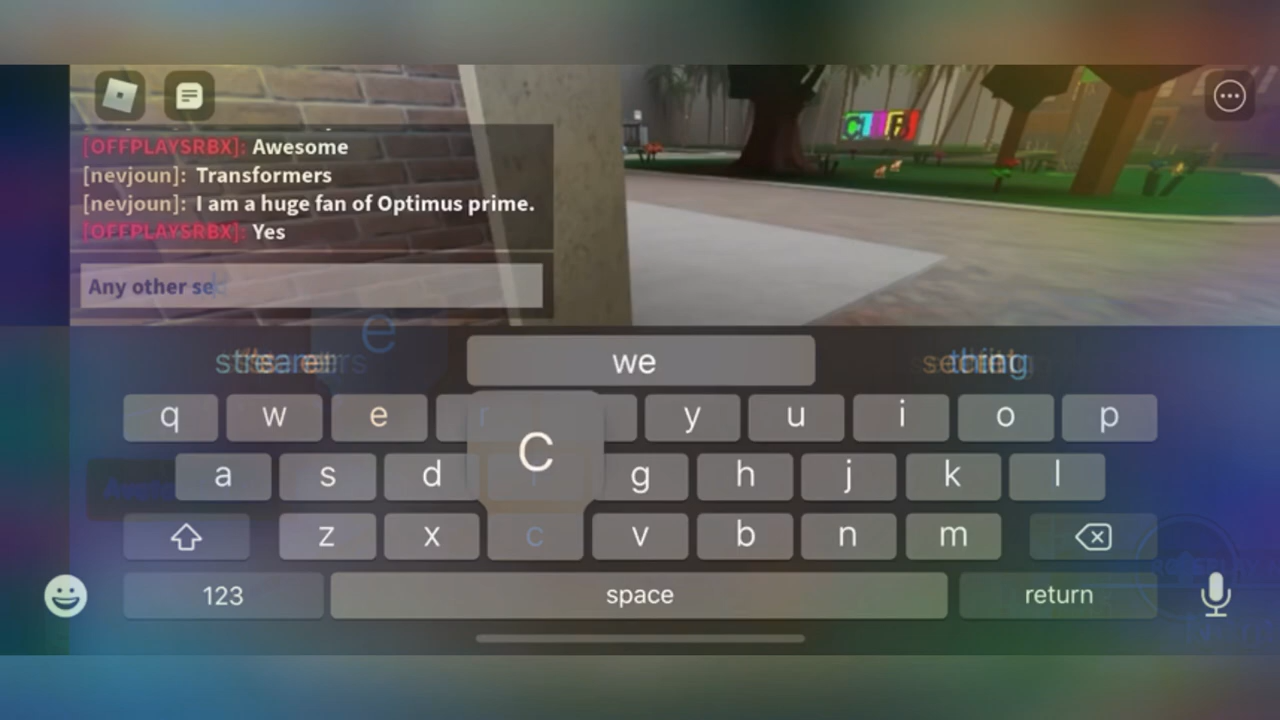 [OFFPLAYSRBX]: Awesome
[nevjoun]: Transformers
[nevjoun]: I am a huge fan of Optimus prime.
[OFFPLAYSRBX]: Yes
Any other se
we
q w e r y u i o p
a s d g h j k l
C
z x c v b n m
123 space return